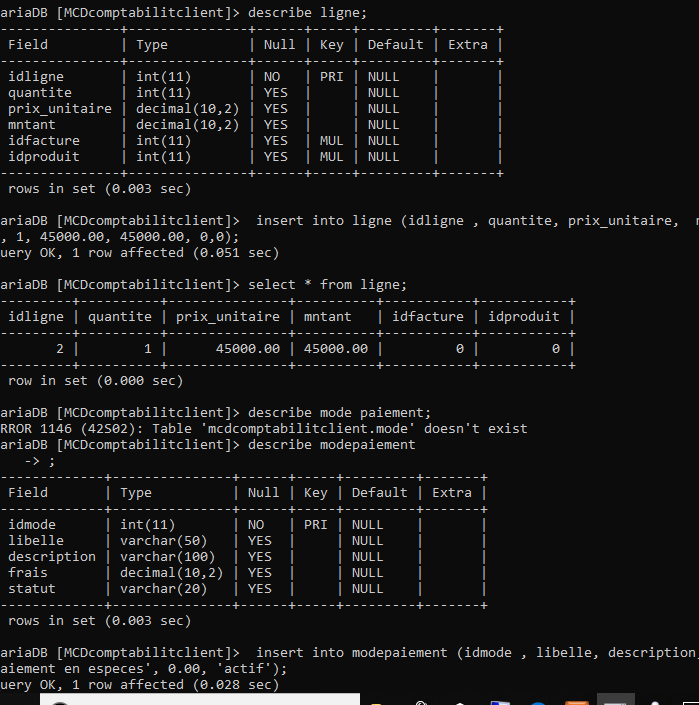 ariaDB [MCDcomptabilitclient]> describe ligne;
--------------+---------------+------+-----+---------+-------+
 Field        | Type          | Null | Key | Default | Extra |
--------------+---------------+------+-----+---------+-------+
 idligne      | int(11)       | NO   | PRI | NULL    |       |
 quantite     | int(11)       | YES  |     | NULL    |       |
 prix_unitaire | decimal(10,2) | YES  |     | NULL    |       |
 mntant       | decimal(10,2) | YES  |     | NULL    |       |
 idfacture    | int(11)       | YES  | MUL | NULL    |       |
 idproduit    | int(11)       | YES  | MUL | NULL    |       |
--------------+---------------+------+-----+---------+-------+
 rows in set (0.003 sec)
ariaDB [MCDcomptabilitclient]>  insert into ligne (idligne , quantite, prix_unitaire,
, 1, 45000.00, 45000.00, 0,0);
uery OK, 1 row affected (0.051 sec)
ariaDB [MCDcomptabilitclient]> select * from ligne;
---------+----------+---------------+----------+-----------+-----------+
 idligne | quantite | prix_unitaire | mntant   | idfacture | idproduit |
---------+----------+---------------+----------+-----------+-----------+
       2 |        1 |      45000.00 | 45000.00 |         0 |         0 |
---------+----------+---------------+----------+-----------+-----------+
 row in set (0.000 sec)
ariaDB [MCDcomptabilitclient]> describe mode paiement;
RROR 1146 (42S02): Table 'mcdcomptabilitclient.mode' doesn't exist
ariaDB [MCDcomptabilitclient]> describe modepaiement
   -> ;
-------------+---------------+------+-----+---------+-------+
 Field       | Type          | Null | Key | Default | Extra |
-------------+---------------+------+-----+---------+-------+
 idmode      | int(11)       | NO   | PRI | NULL    |       |
 libelle     | varchar(50)   | YES  |     | NULL    |       |
 description | varchar(100)  | YES  |     | NULL    |       |
 frais       | decimal(10,2) | YES  |     | NULL    |       |
 statut      | varchar(20)   | YES  |     | NULL    |       |
-------------+---------------+------+-----+---------+-------+
 rows in set (0.003 sec)
ariaDB [MCDcomptabilitclient]>  insert into modepaiement (idmode , libelle, description,
aiement en especes', 0.00, 'actif');
uery OK, 1 row affected (0.028 sec)